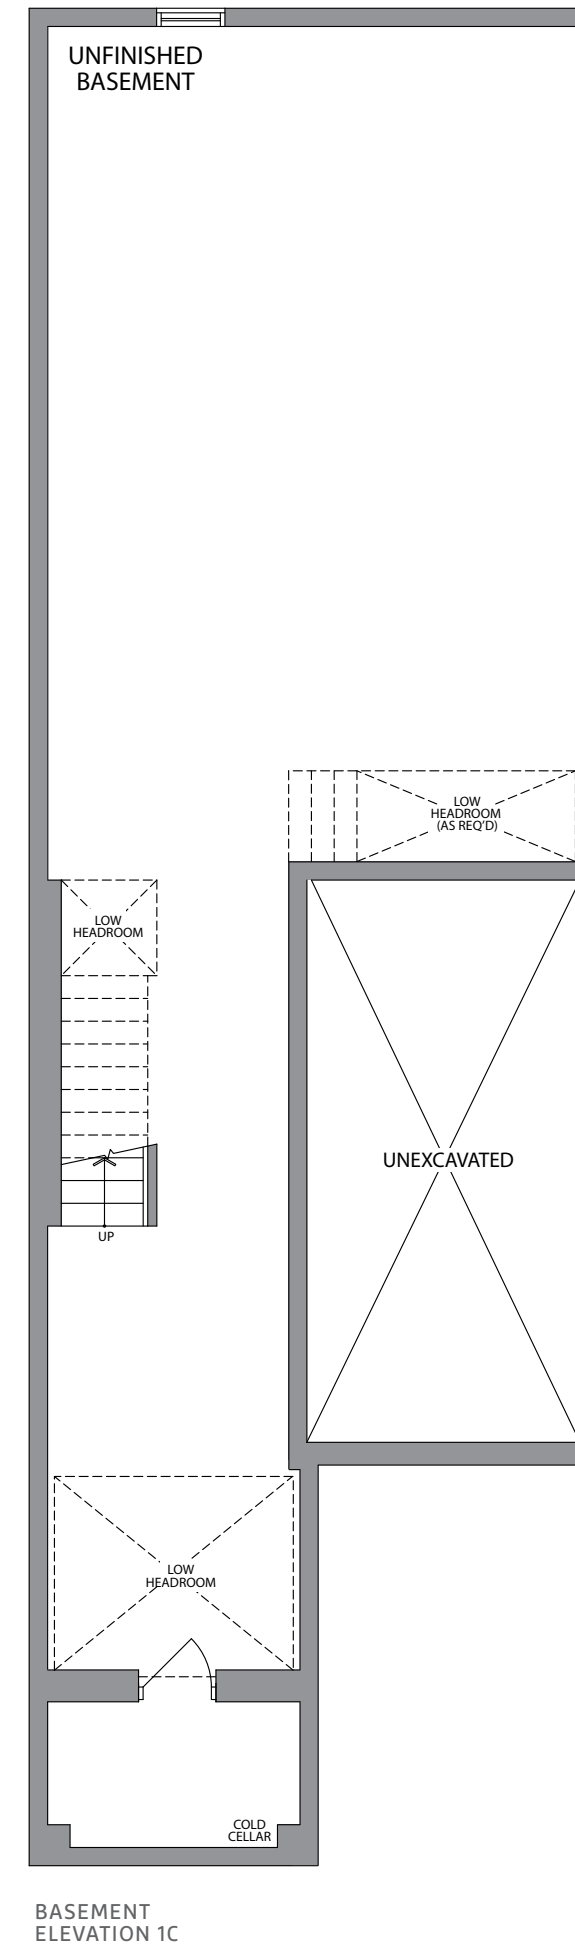 UNFINISHED
BASEMENT
LOW
HEADROOM
(AS REQ'D)
LOW
HEADROOM
UNEXCAVATED
UP
LOW
HEADROOM
COLD
CELLAR
BASEMENT
ELEVATION 1C